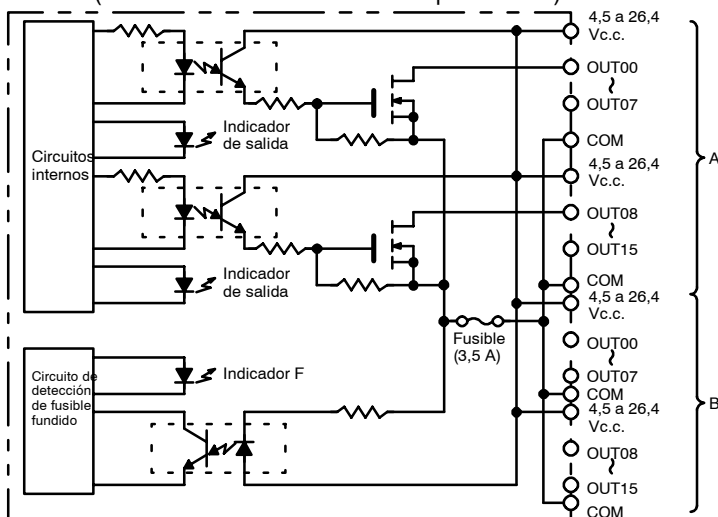 4,5 a 26,4
Vc.c.
OUT00
OUT07
COM
4,5 a 26,4
Vc.c.
OUT08
OUT15
COM
4,5 a 26,4
Vc.c.
OUT00
OUT07
COM
4,5 a 26,4
Vc.c.
OUT08
OUT15
COM
A
B
Circuitos
internos
Indicador
de salida
Indicador
de salida
Fusible
(3,5 A)
Circuito de
detección
de fusible
fundido
Indicador F